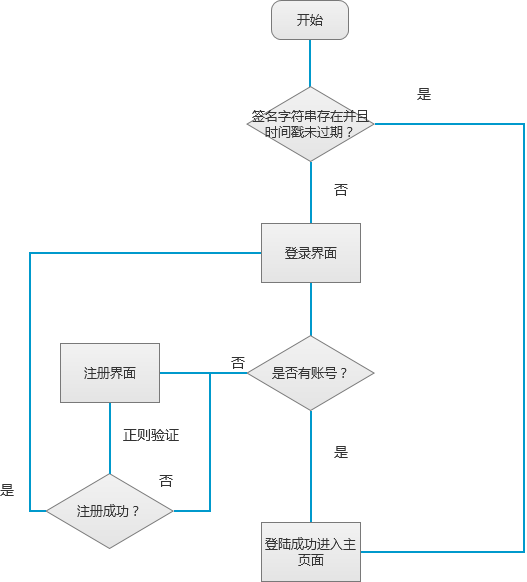 开始
是
签名字符串存在并且
时间戳未过期？
否
登录界面
否
注册界面
是否有账号？
正则验证
是
否
是
注册成功？
登陆成功进入主
页面